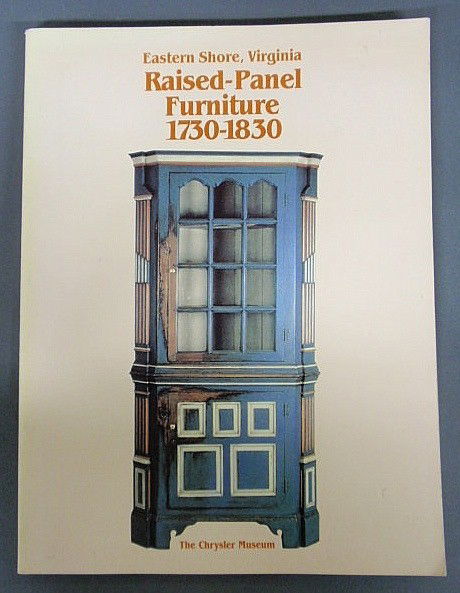 Eastern Shore, Virginia
Raised-Panel
Furniture
1730-1830
The Chrysler Museum